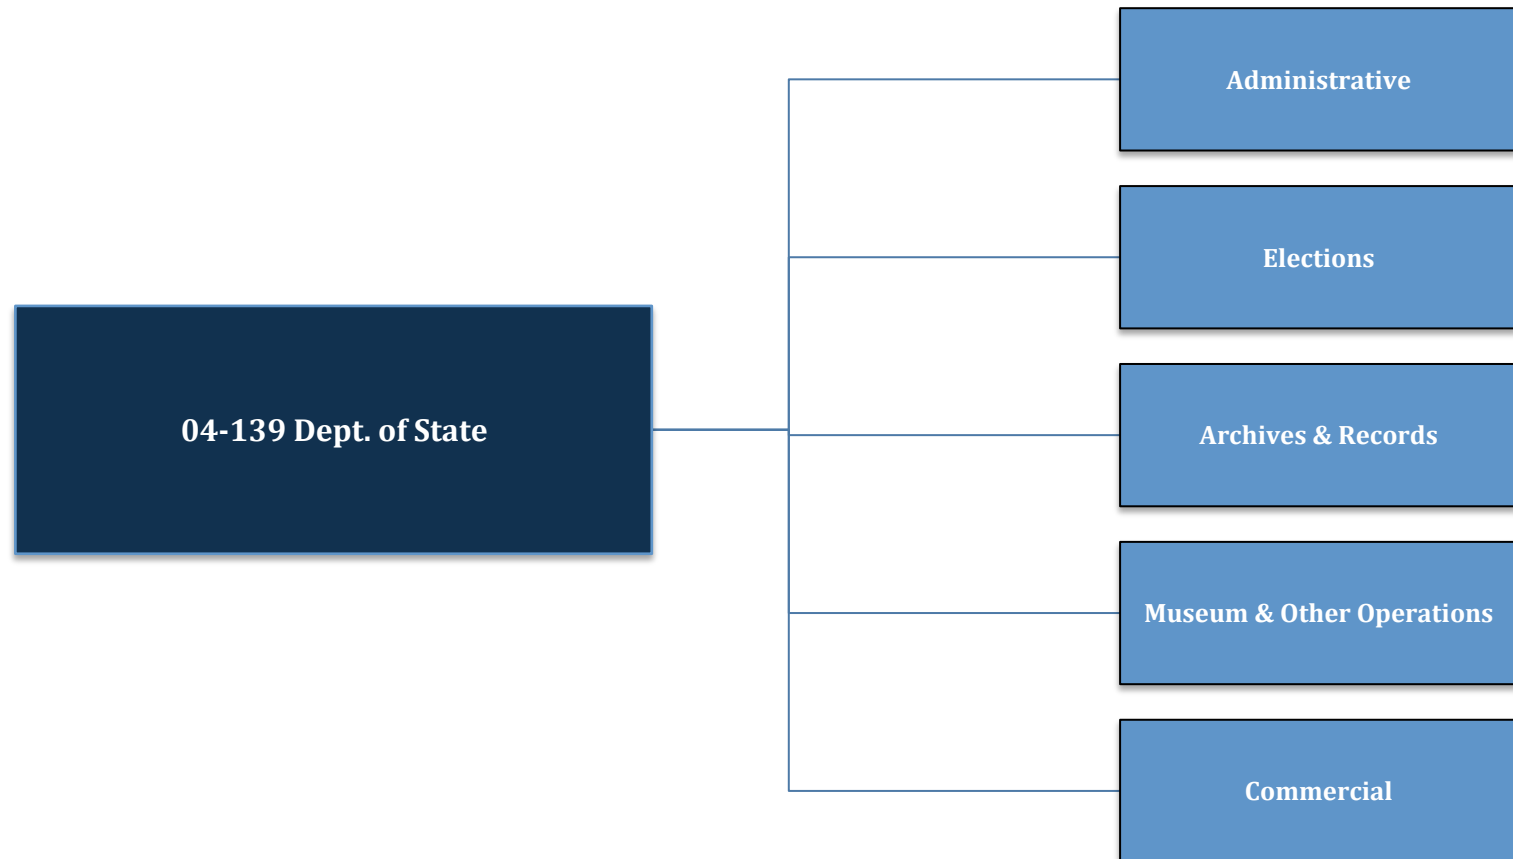 Administrative
Elections
04-139 Dept. of State
Archives & Records
Museum & Other Operations
Commercial